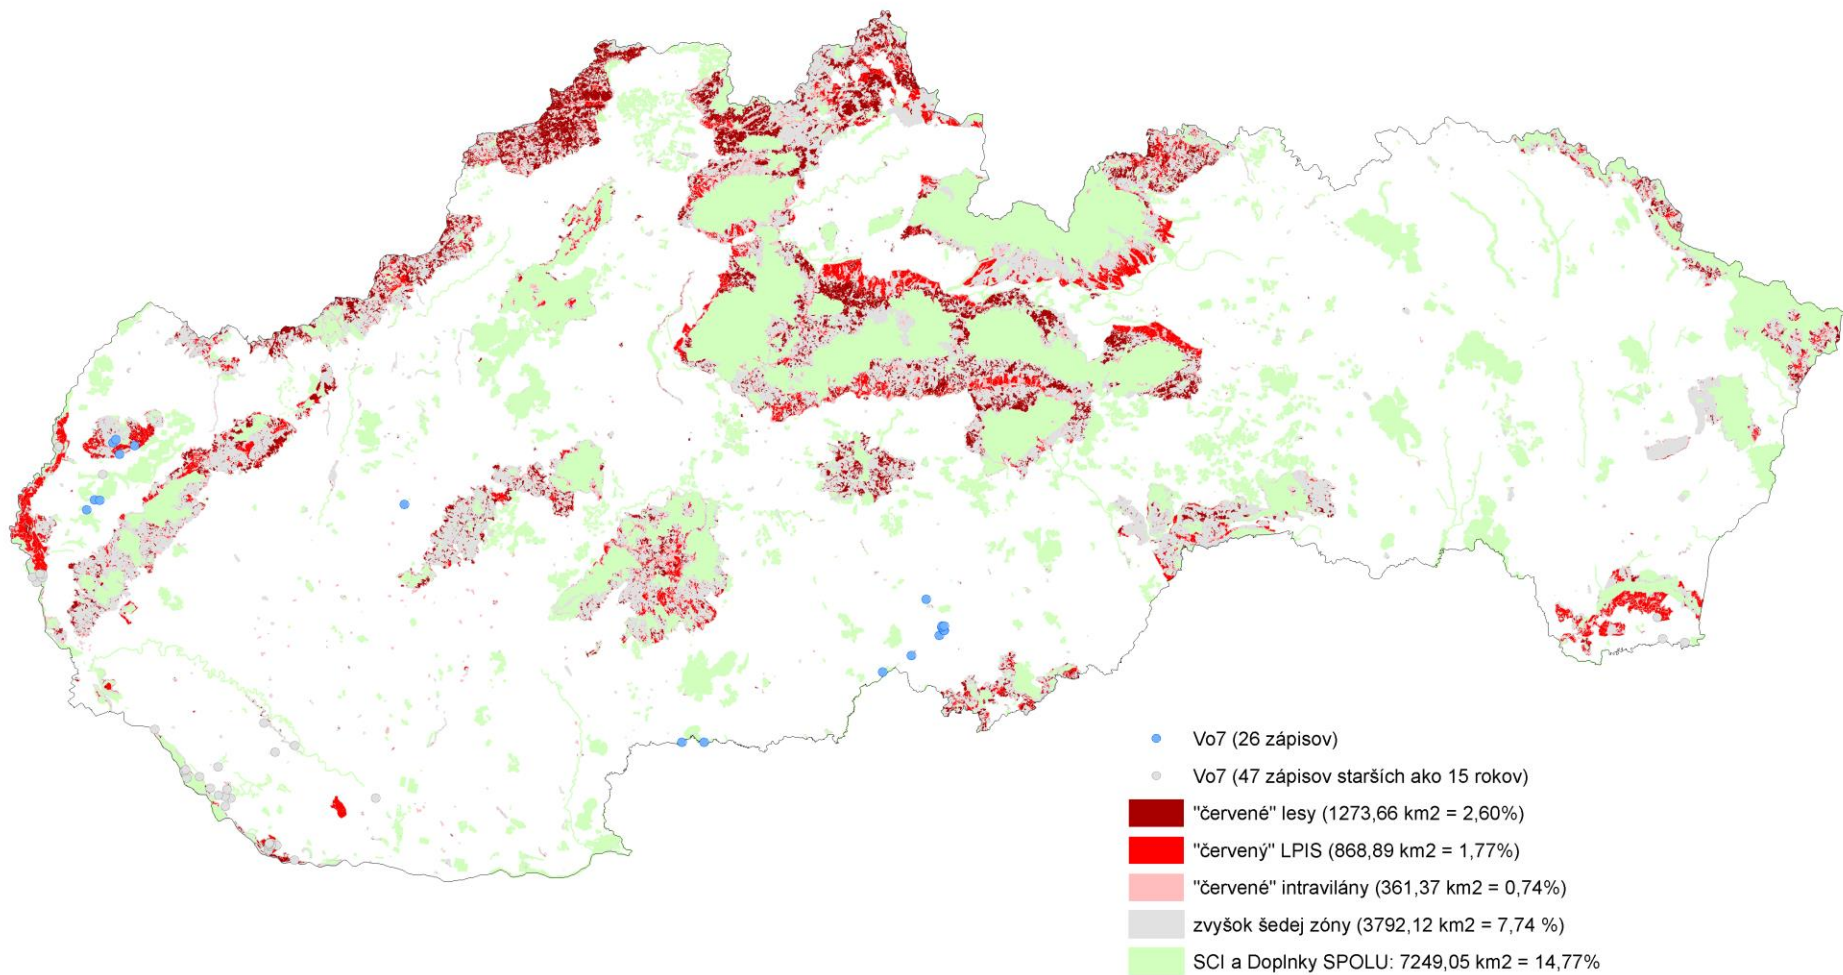 Vo7 (26 zápisov)
Vo7 (47 zápisov starších ako 15 rokov)
"červené" lesy (1273,66 km2 = 2,60%)
"červený" LPIS (868,89 km2 = 1,77%)
"červené" intravilány (361,37 km2 = 0,74%)
zvyšok šedej zóny (3792,12 km2 = 7,74 %)
SCI a Doplnky SPOLU: 7249,05 km2 = 14,77%